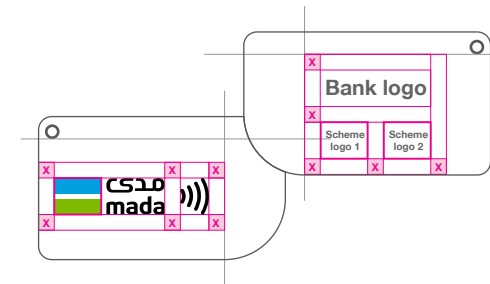 X
Bank logo
X
Scheme
logo 1
Scheme
logo 2
X X X
X X X
مدى
mada
X X X